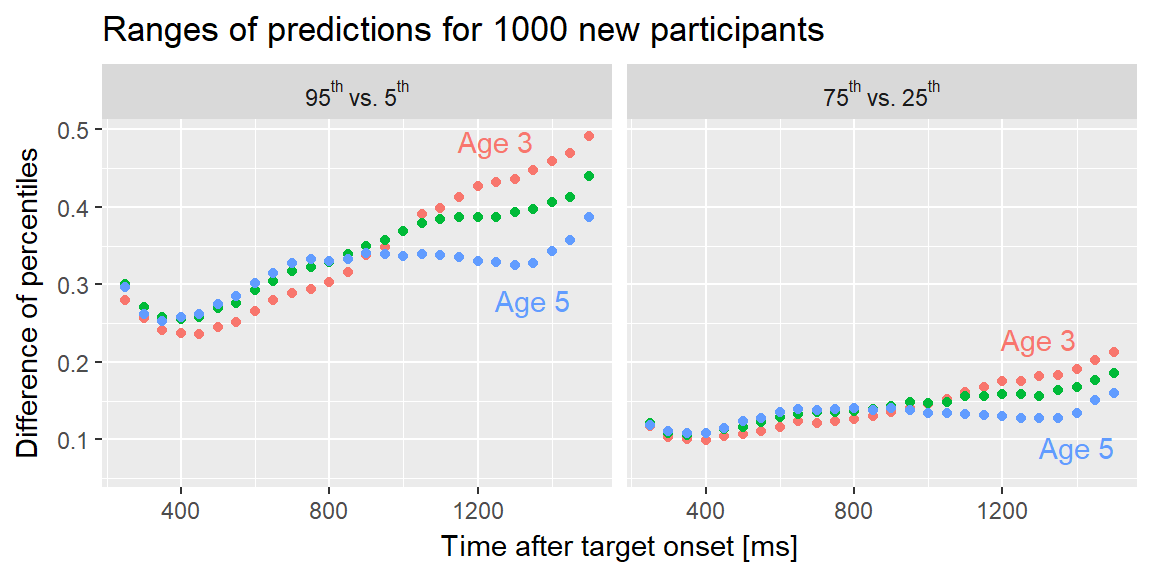 Ranges of predictions for 1000 new participants
95th vs. 5th
75th vs. 25th
Difference of percentiles
0.5
0.4
0.3
0.2
0.1
Age 3
Age 5
Age 3
Age 5
400
800
1200
400
800
1200
Time after target onset [ms]